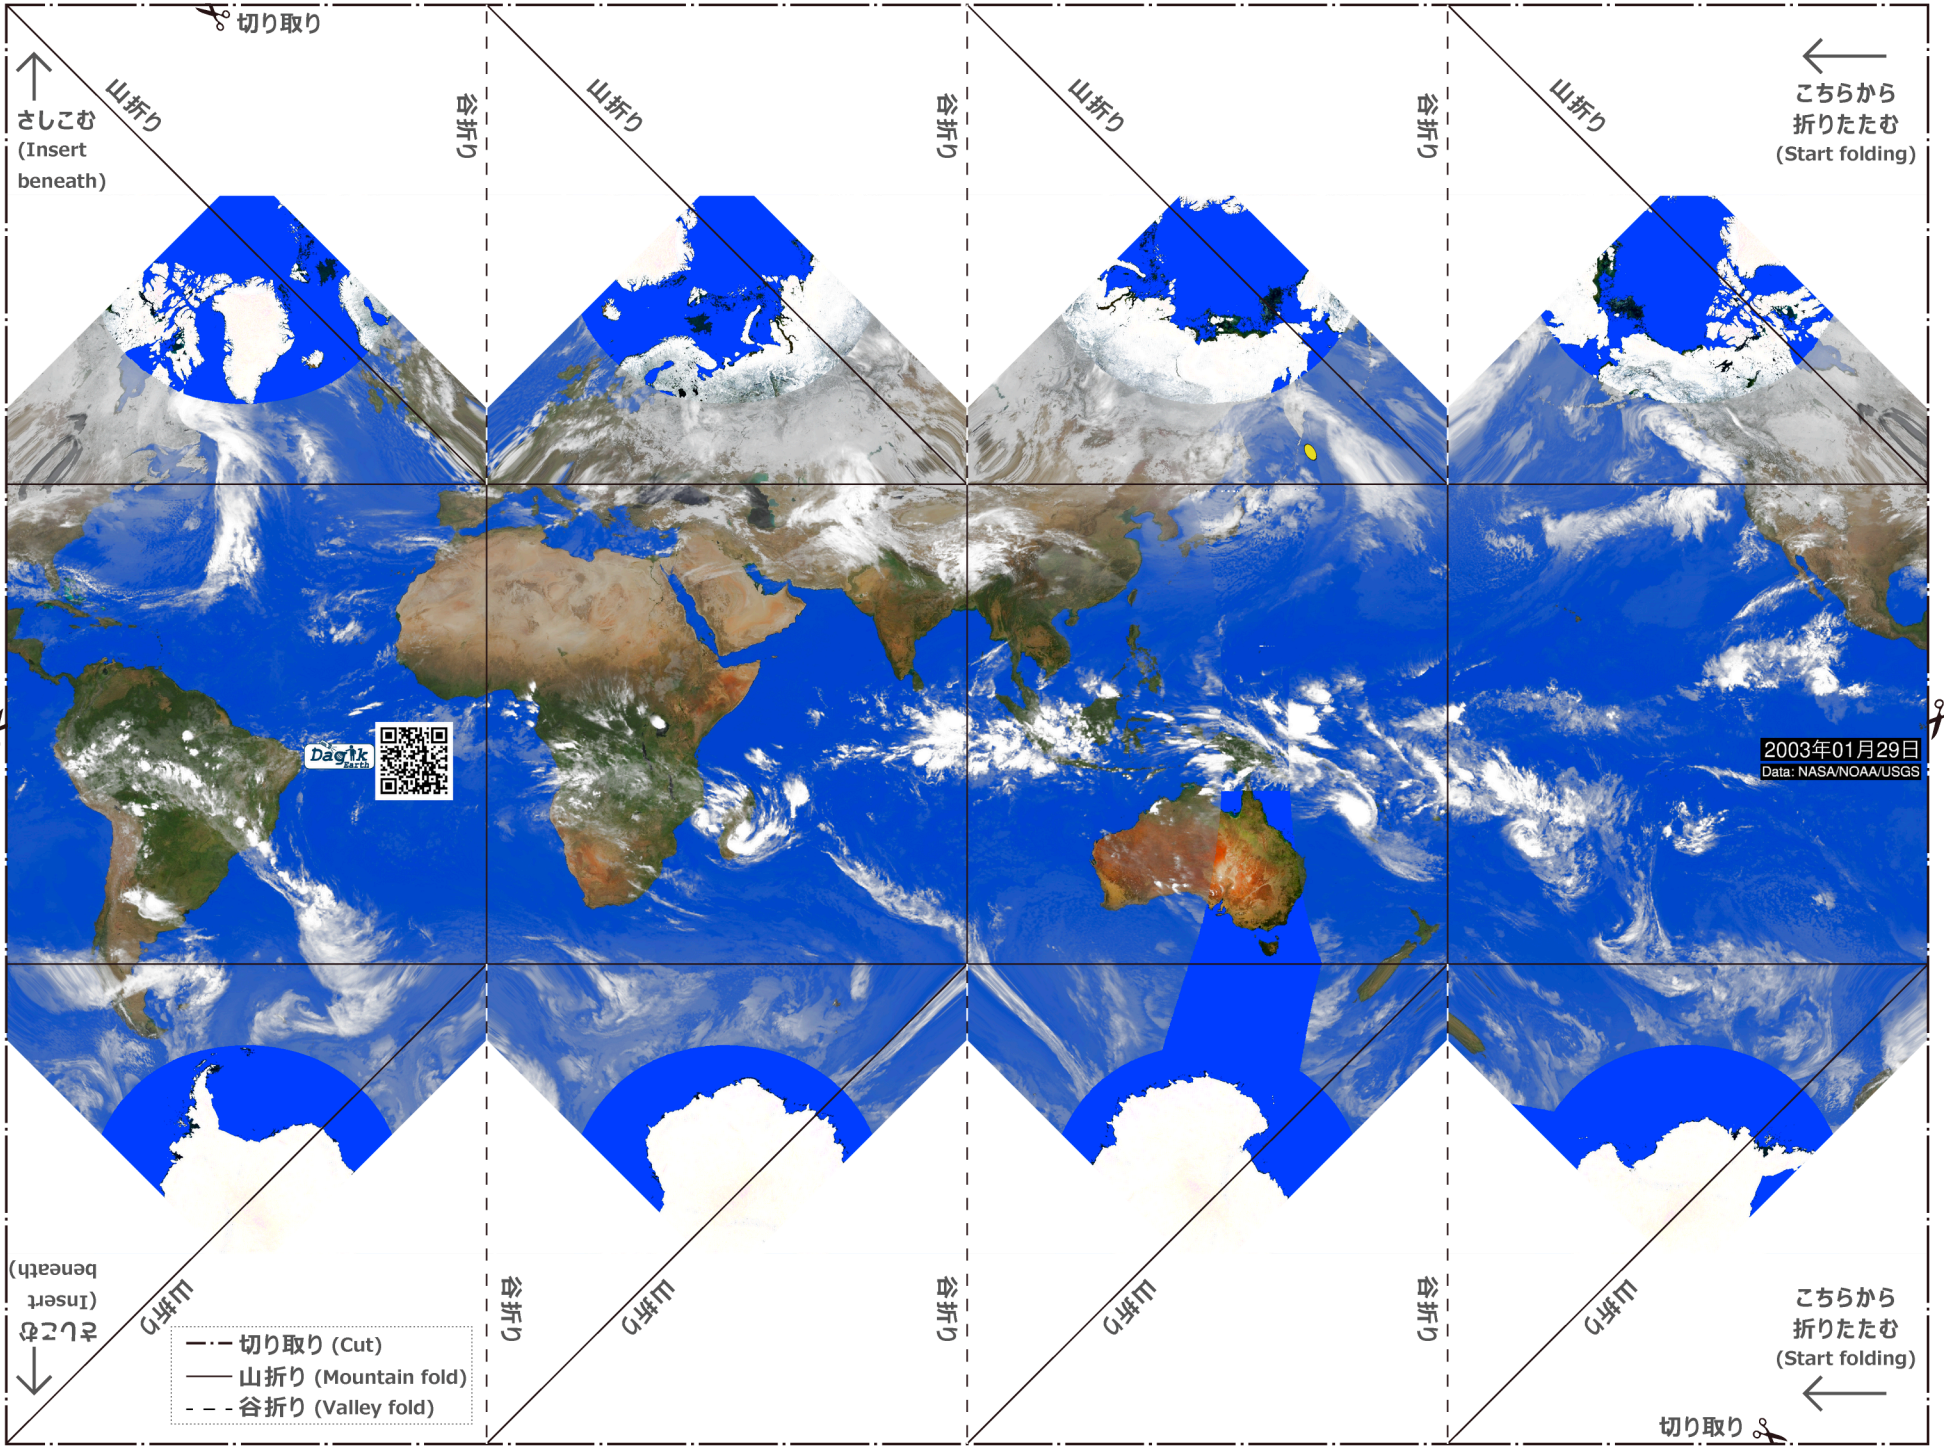 切り取り
山折り
谷折り
山折り
谷折り
山折り
谷折り
山折り
こちらから
折りたたむ
(Start folding)
さしこむ
(Insert
beneath)
Dagik
Earth
2003年01月29日
Data: NASA/NOAA/USGS
さしこむ
(Insert
beneath)
山折り
谷折り
山折り
谷折り
山折り
谷折り
山折り
こちらから
折りたたむ
(Start folding)
切り取り (Cut)
山折り (Mountain fold)
谷折り (Valley fold)
切り取り